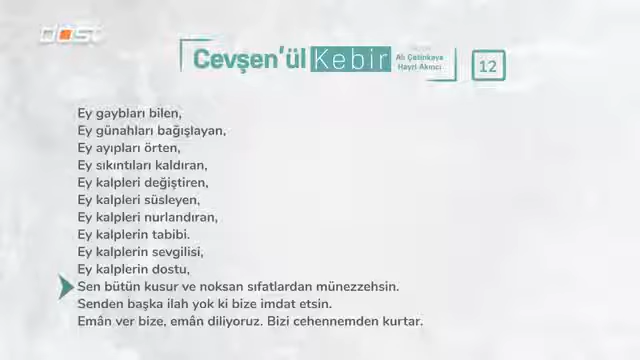 dost
Cevşen'ül Kebir
Ali Çetinkaya
Hayri Akıncı
12
Ey gaybları bilen,
Ey günahları bağışlayan,
Ey ayıpları örten,
Ey sıkıntıları kaldıran,
Ey kalpleri değiştiren,
Ey kalpleri süsleyen,
Ey kalpleri nurlandıran,
Ey kalplerin tabibi.
Ey kalplerin sevgilisi,
Ey kalplerin dostu,
Sen bütün kusur ve noksan sıfatlardan münezzehsin.
Senden başka ilah yok ki bize imdat etsin.
Emân ver bize, emân diliyoruz. Bizi cehennemden kurtar.